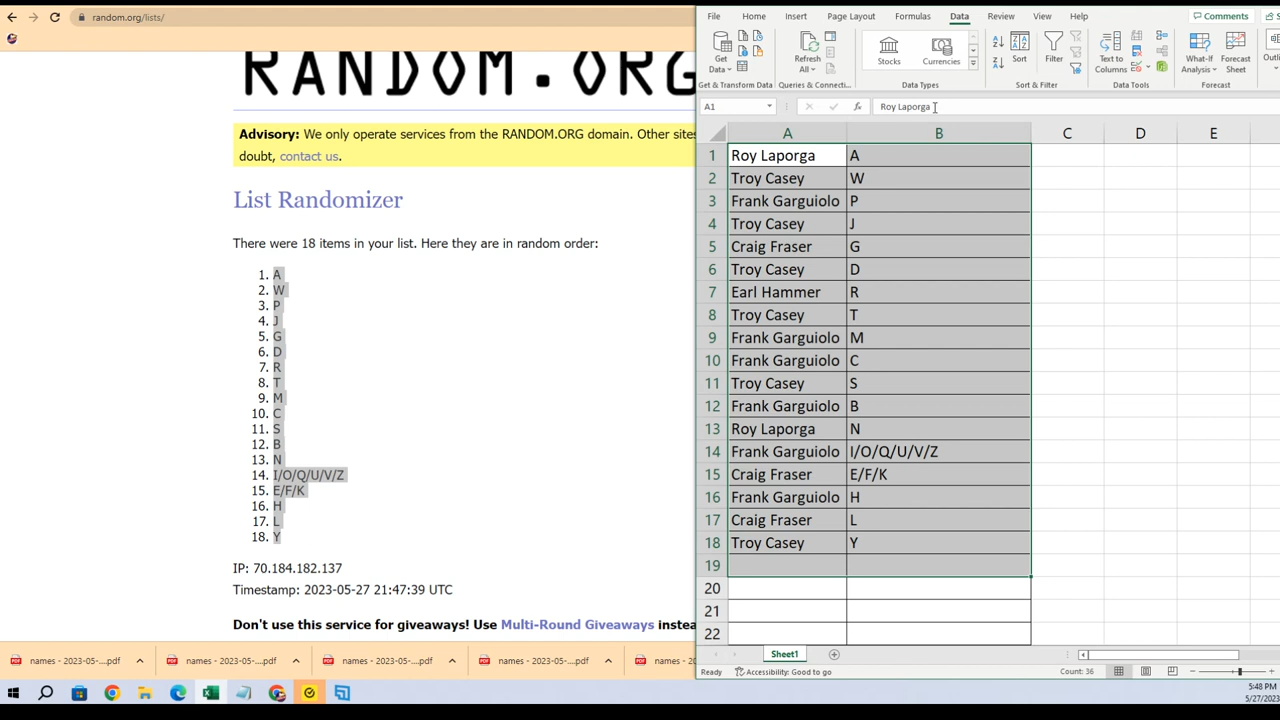 random.org/lists/
RANDOM.ORG
Advisory: We only operate services from the RANDOM.ORG domain. Other sites
doubt, contact us.
List Randomizer
There were 18 items in your list. Here they are in random order:
1. A
2. W
3. P
4. J
5. G
6. D
7. R
8. T
9. M
10. C
11. S
12. B
13. N
14. I/O/Q/U/V/Z
15. E/F/K
16. H
17. L
18. Y
IP: 70.184.182.137
Timestamp: 2023-05-27 21:47:39 UTC
Don't use this service for giveaways! Use Multi-Round Giveaways instea
names - 2023-05-....pdf
names - 2023-05-....pdf
names - 2023-05-....pdf
names - 2023-05-....pdf
names - 2023-05-
File Home Insert Page Layout Formulas Data Review View Help Comments S
Get Data
Refresh All
Stocks
Currencies
Sort
Filter
Text to Columns
What-If Analysis
Forecast Sheet
Outli
Get & Transform Data Queries & Connecti... Data Types Sort & Filter Data Tools Forecast
A1 fx Roy Laporga
A B C D E
1 Roy Laporga A
2 Troy Casey W
3 Frank Garguiolo P
4 Troy Casey J
5 Craig Fraser G
6 Troy Casey D
7 Earl Hammer R
8 Troy Casey T
9 Frank Garguiolo M
10 Frank Garguiolo C
11 Troy Casey S
12 Frank Garguiolo B
13 Roy Laporga N
14 Frank Garguiolo I/O/Q/U/V/Z
15 Craig Fraser E/F/K
16 Frank Garguiolo H
17 Craig Fraser L
18 Troy Casey Y
19
20
21
22
Sheet1
Ready Accessibility: Good to go Count: 36
5:48 PM
5/27/2023